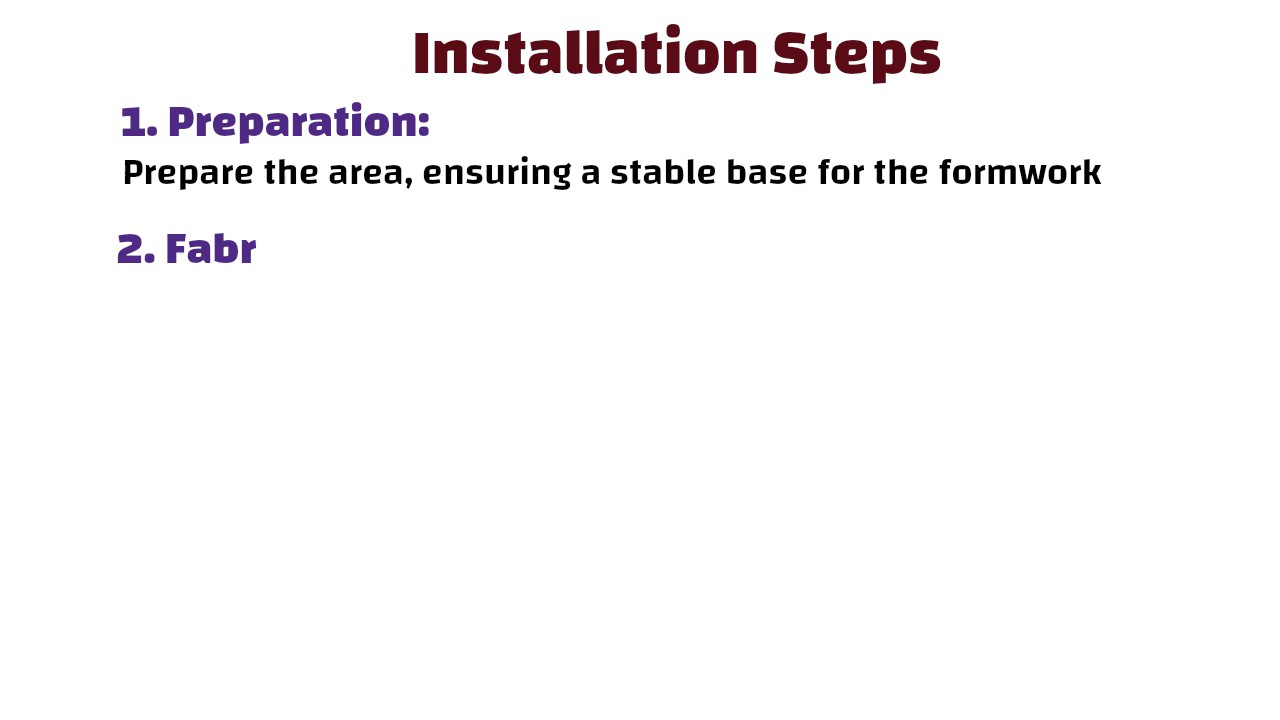 Installation Steps
1. Preparation:
Prepare the area, ensuring a stable base for the formwork
2. Fabr